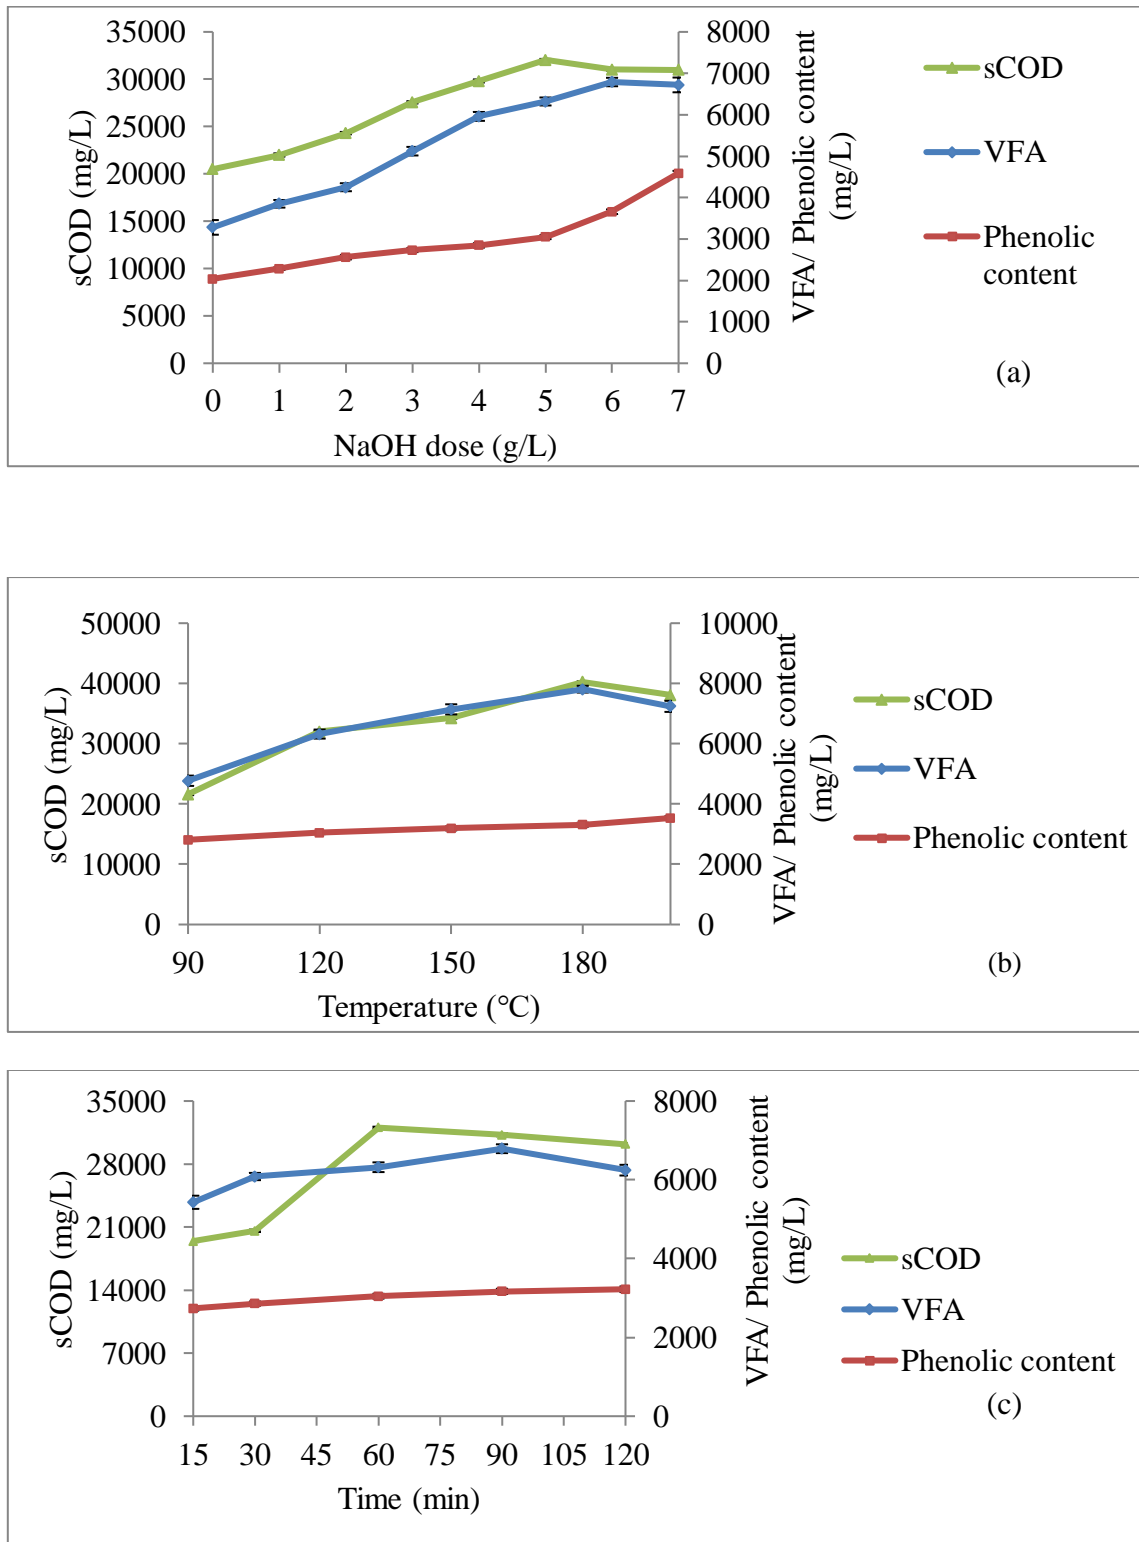 35000
30000
25000
20000
15000
10000
5000
0
sCOD (mg/L)
8000
7000
6000
5000
4000
3000
2000
1000
0
VFA/ Phenolic content
(mg/L)
0 1 2 3 4 5 6 7
NaOH dose (g/L)
sCOD
VFA
Phenolic
content
(a)
50000
40000
30000
20000
10000
0
sCOD (mg/L)
10000
8000
6000
4000
2000
0
VFA/ Phenolic content
(mg/L)
90 120 150 180
Temperature (°C)
sCOD
VFA
Phenolic content
(b)
35000
28000
21000
14000
7000
0
sCOD (mg/L)
8000
6000
4000
2000
0
VFA/ Phenolic content
(mg/L)
15 30 45 60 75 90 105 120
Time (min)
sCOD
VFA
Phenolic content
(c)